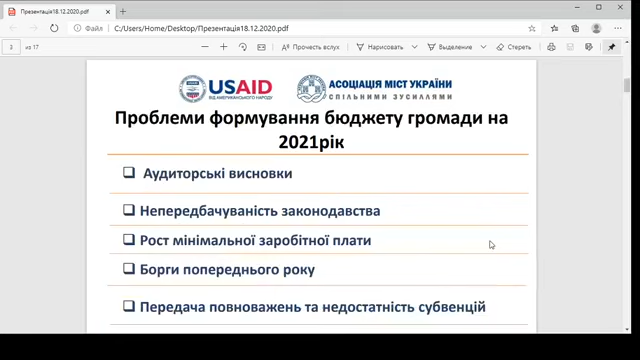 Презентація18.12.2020.pdf
Файл
C:/Users/Home/Desktop/Презентація18.12.2020.pdf
из 17
Прочесть вслух
Нарисовать
Выделение
Стереть
USAID
ВІД АМЕРИКАНСЬКОГО НАРОДУ
АСОЦІАЦІЯ МІСТ УКРАЇНИ
СПІЛЬНИМИ ЗУСИЛЛЯМИ
Проблеми формування бюджету громади на
2021рік
Аудиторські висновки
Непередбачуваність законодавства
Рост мінімальної заробітної плати
Борги попереднього року
Передача повноважень та недостатність субвенцій